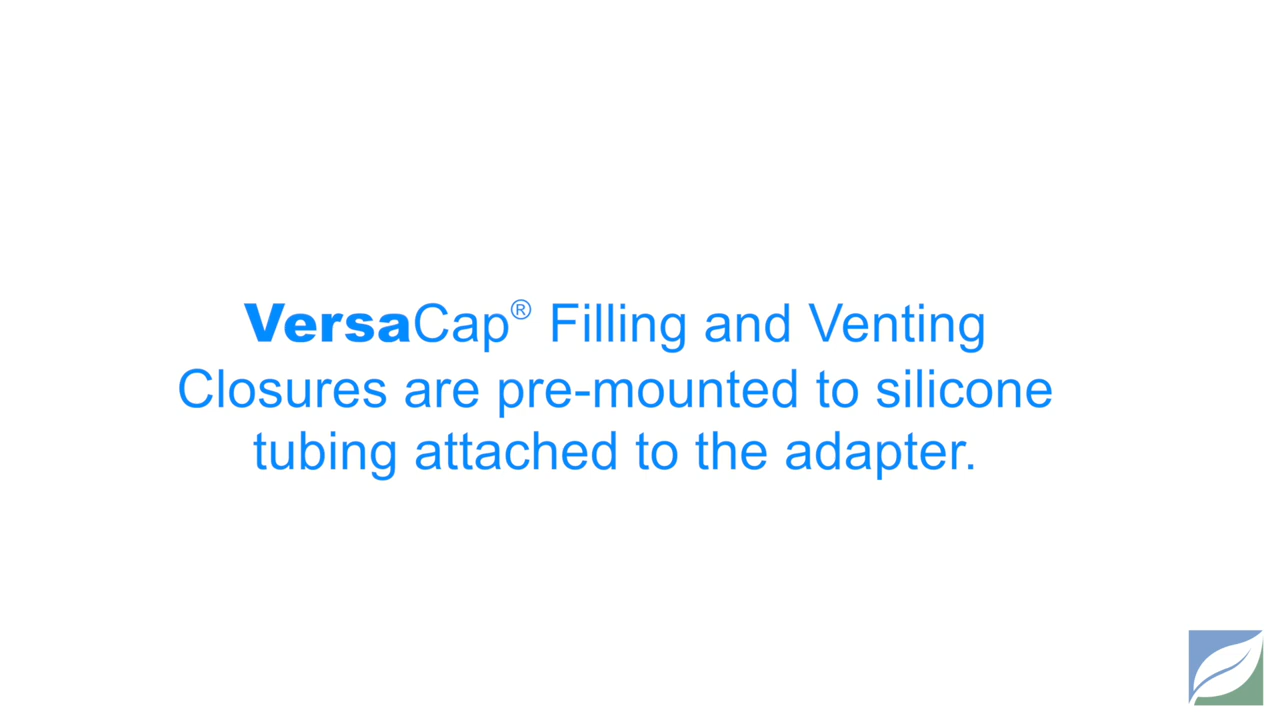 VersaCap® Filling and Venting
Closures are pre-mounted to silicone
tubing attached to the adapter.